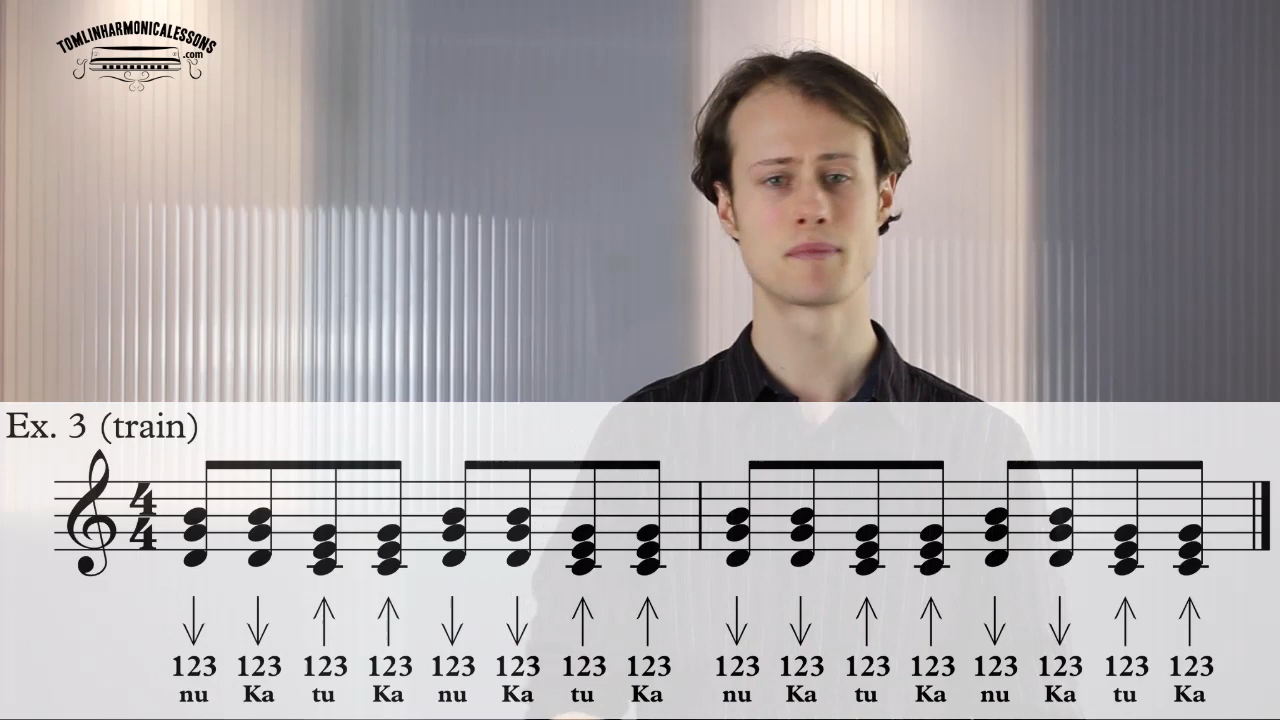 TOMLINHARMONICALESSONS
.com
Ex. 3 (train)
4
4
123 123 123 123 123 123 123 123 123 123 123 123 123 123 123 123
nu Ka tu Ka nu Ka tu Ka nu Ka tu Ka nu Ka tu Ka